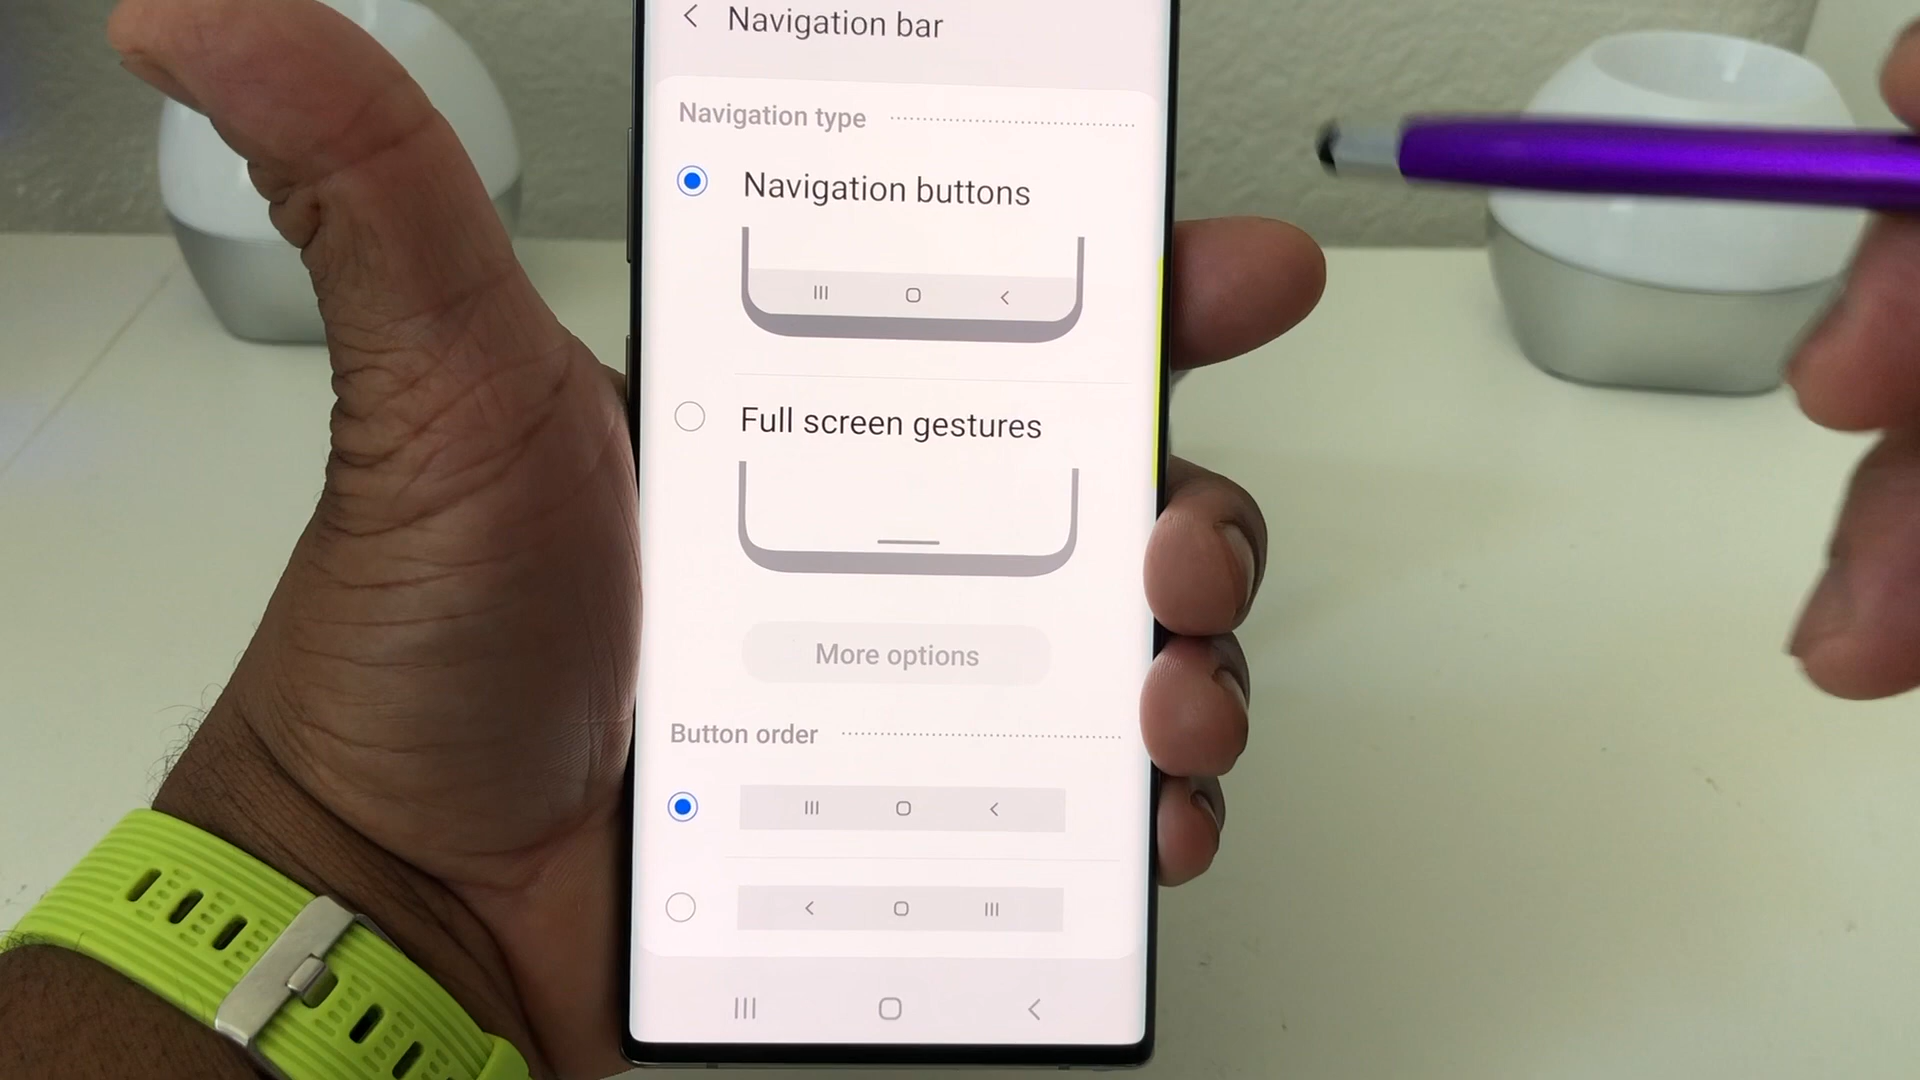 Navigation bar
Navigation type
Navigation buttons
Full screen gestures
More options
Button order